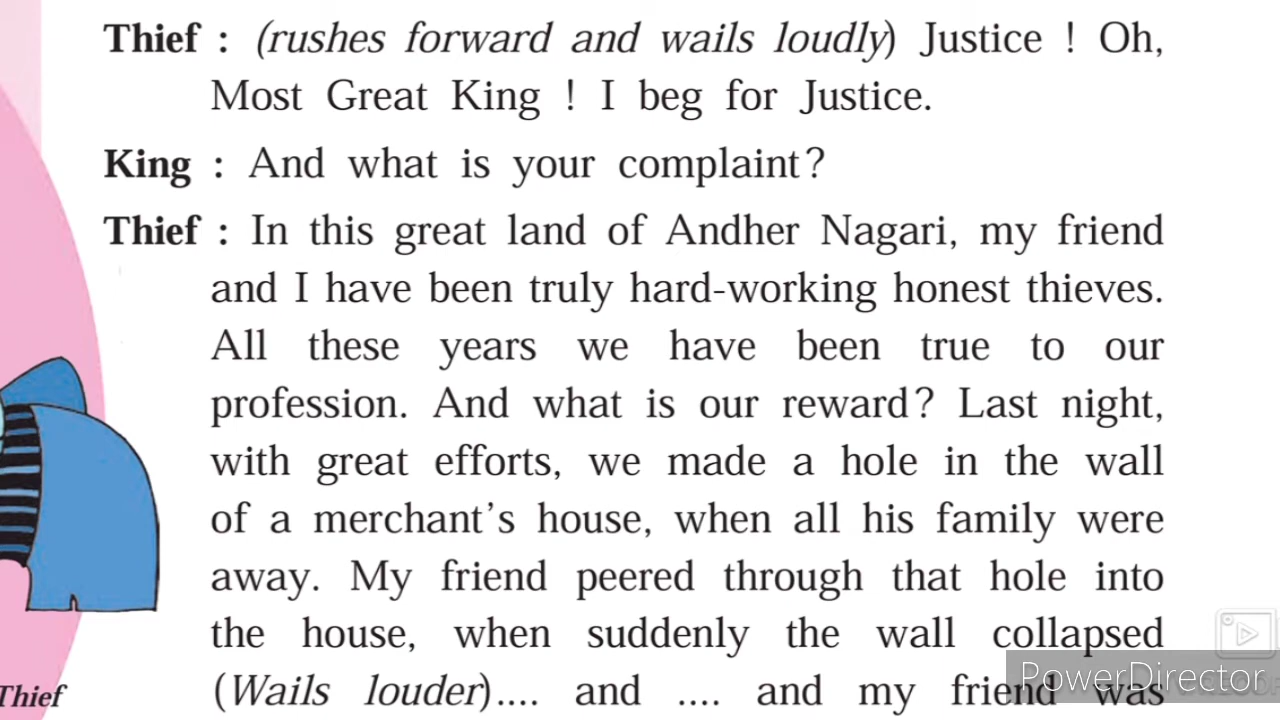 Thief : (rushes forward and wails loudly) Justice ! Oh,
Most Great King ! I beg for Justice.
King : And what is your complaint?
Thief : In this great land of Andher Nagari, my friend
and I have been truly hard-working honest thieves.
All these years we have been true to our
profession. And what is our reward? Last night,
with great efforts, we made a hole in the wall
of a merchant's house, when all his family were
away. My friend peered through that hole into
the house, when suddenly the wall collapsed
(Wails louder).... and .... and my friend was
Thief
PowerDirector